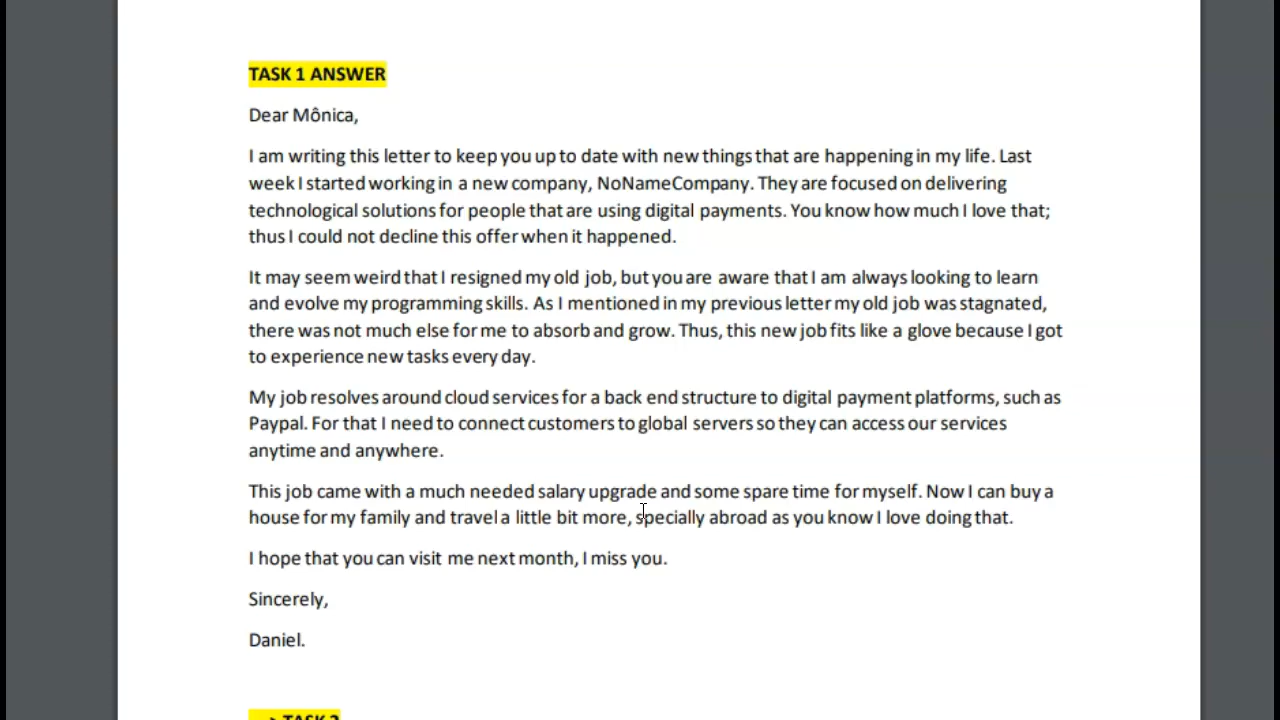 TASK 1 ANSWER
Dear Mônica,
I am writing this letter to keep you up to date with new things that are happening in my life. Last
week I started working in a new company, NoNameCompany. They are focused on delivering
technological solutions for people that are using digital payments. You know how much I love that;
thus I could not decline this offer when it happened.
It may seem weird that I resigned my old job, but you are aware that I am always looking to learn
and evolve my programming skills. As I mentioned in my previous letter my old job was stagnated,
there was not much else for me to absorb and grow. Thus, this new job fits like a glove because I got
to experience new tasks every day.
My job resolves around cloud services for a back end structure to digital payment platforms, such as
Paypal. For that I need to connect customers to global servers so they can access our services
anytime and anywhere.
This job came with a much needed salary upgrade and some spare time for myself. Now I can buy a
house for my family and travel a little bit more, specially abroad as you know I love doing that.
I hope that you can visit me next month, I miss you.
Sincerely,
Daniel.
TASK 2